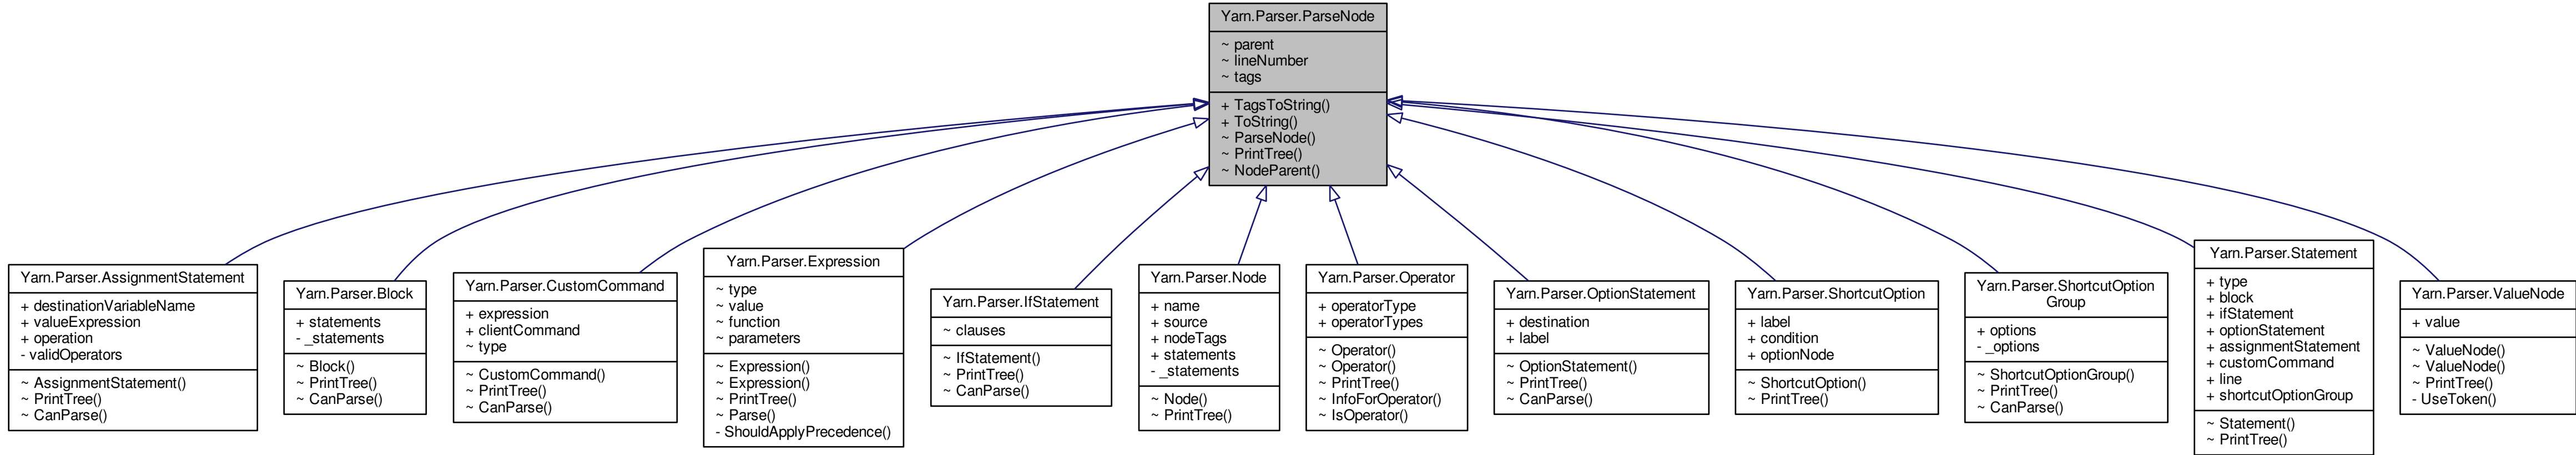 Yarn.Parser.ParseNode
~ parent
~ lineNumber
~ tags
+ TagsToString()
+ ToString()
~ ParseNode()
~ PrintTree()
~ NodeParent()
Yarn.Parser.AssignmentStatement
+ destinationVariableName
+ valueExpression
+ operation
- validOperators
~ AssignmentStatement()
~ PrintTree()
~ CanParse()
Yarn.Parser.Block
+ statements
- _statements
~ Block()
~ PrintTree()
~ CanParse()
Yarn.Parser.CustomCommand
+ expression
+ clientCommand
~ type
~ CustomCommand()
~ PrintTree()
~ CanParse()
Yarn.Parser.Expression
~ type
~ value
~ function
~ parameters
~ Expression()
~ Expression()
~ PrintTree()
~ Parse()
- ShouldApplyPrecedence()
Yarn.Parser.IfStatement
~ clauses
~ IfStatement()
~ PrintTree()
~ CanParse()
Yarn.Parser.Node
+ name
+ source
+ nodeTags
+ statements
- _statements
~ Node()
~ PrintTree()
Yarn.Parser.Operator
+ operatorType
+ operatorTypes
~ Operator()
~ Operator()
~ PrintTree()
~ InfoForOperator()
~ IsOperator()
Yarn.Parser.OptionStatement
+ destination
+ label
~ OptionStatement()
~ PrintTree()
~ CanParse()
Yarn.Parser.ShortcutOption
+ label
+ condition
+ optionNode
~ ShortcutOption()
~ PrintTree()
Yarn.Parser.ShortcutOption
Group
+ options
- _options
~ ShortcutOptionGroup()
~ PrintTree()
~ CanParse()
Yarn.Parser.Statement
+ type
+ block
+ ifStatement
+ optionStatement
+ assignmentStatement
+ customCommand
+ line
+ shortcutOptionGroup
~ Statement()
~ PrintTree()
Yarn.Parser.ValueNode
+ value
~ ValueNode()
~ ValueNode()
~ PrintTree()
- UseToken()